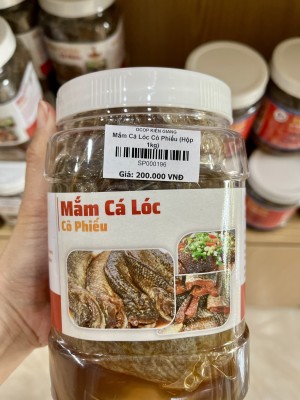 OCOP KIÊN GIANG
Mắm Cá Lóc Cô Phiếu (Hộp
1kg)
SP000196
Giá: 200.000 VNĐ
Mắm Cá Lóc
Cô Phiếu